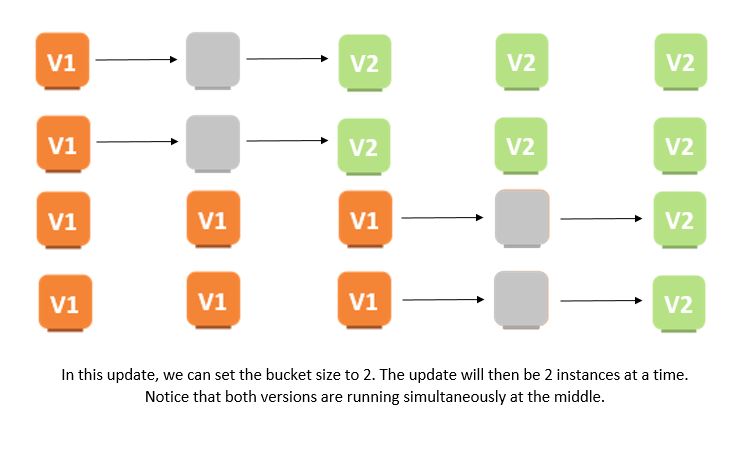 V1 V2 V2 V2
V1 V2 V2 V2
V1 V1 V1 V2
V1 V1 V1 V2
In this update, we can set the bucket size to 2. The update will then be 2 instances at a time.
Notice that both versions are running simultaneously at the middle.